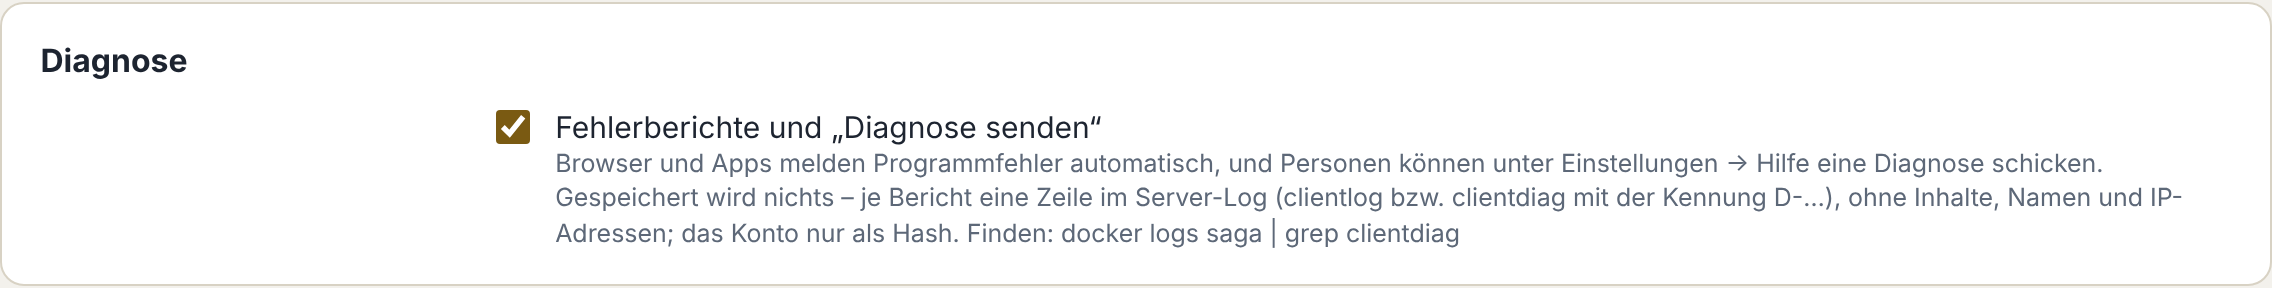 Diagnose
Fehlerberichte und „Diagnose senden“
Browser und Apps melden Programmfehler automatisch, und Personen können unter Einstellungen → Hilfe eine Diagnose schicken.
Gespeichert wird nichts – je Bericht eine Zeile im Server-Log (clientlog bzw. clientdiag mit der Kennung D-…), ohne Inhalte, Namen und IP-
Adressen; das Konto nur als Hash. Finden: docker logs saga | grep clientdiag